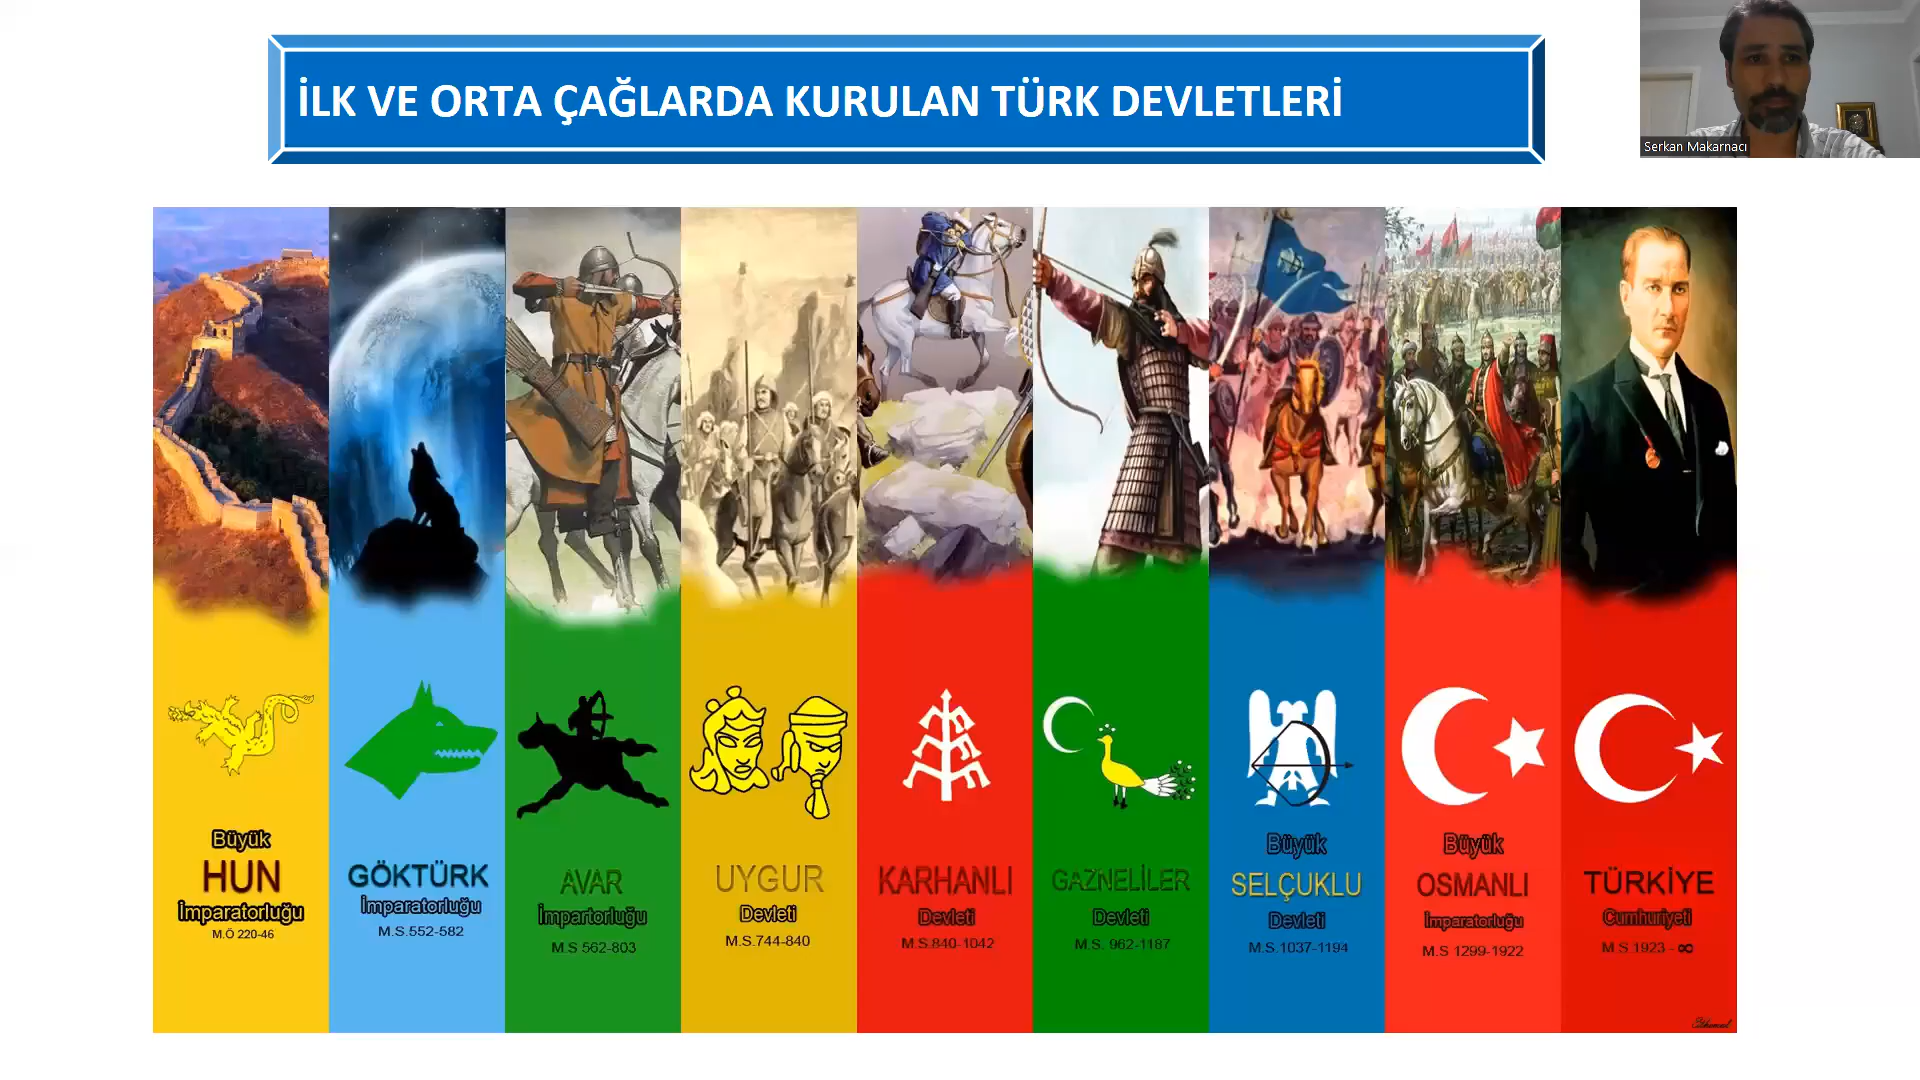 İLK VE ORTA ÇAĞLARDA KURULAN TÜRK DEVLETLERİ
Serkan Makarnacı
Büyük
HUN
İmparatorluğu
M.Ö 220-46
GÖKTÜRK
İmparatorluğu
M.S.552-582
AVAR
İmpartorluğu
M.S 562-803
UYGUR
Devleti
M.S.744-840
KARHANLI
Devleti
M.S.840-1042
GAZNELİLER
Devleti
M.S. 962-1187
Büyük
SELÇUKLU
Devleti
M.S.1037-1194
Büyük
OSMANLI
İmparatorluğu
M.S 1299-1922
TÜRKİYE
Cumhuriyeti
M.S 1923 - ∞